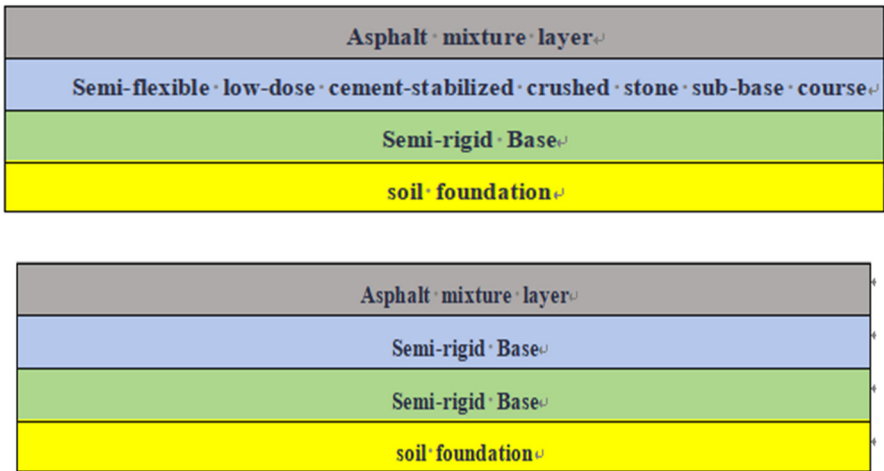 Asphalt mixture layer
Semi-flexible low-dose cement-stabilized crushed stone sub-base course
Semi-rigid Base
soil foundation
Asphalt mixture layer
Semi-rigid Base
Semi-rigid Base
soil foundation